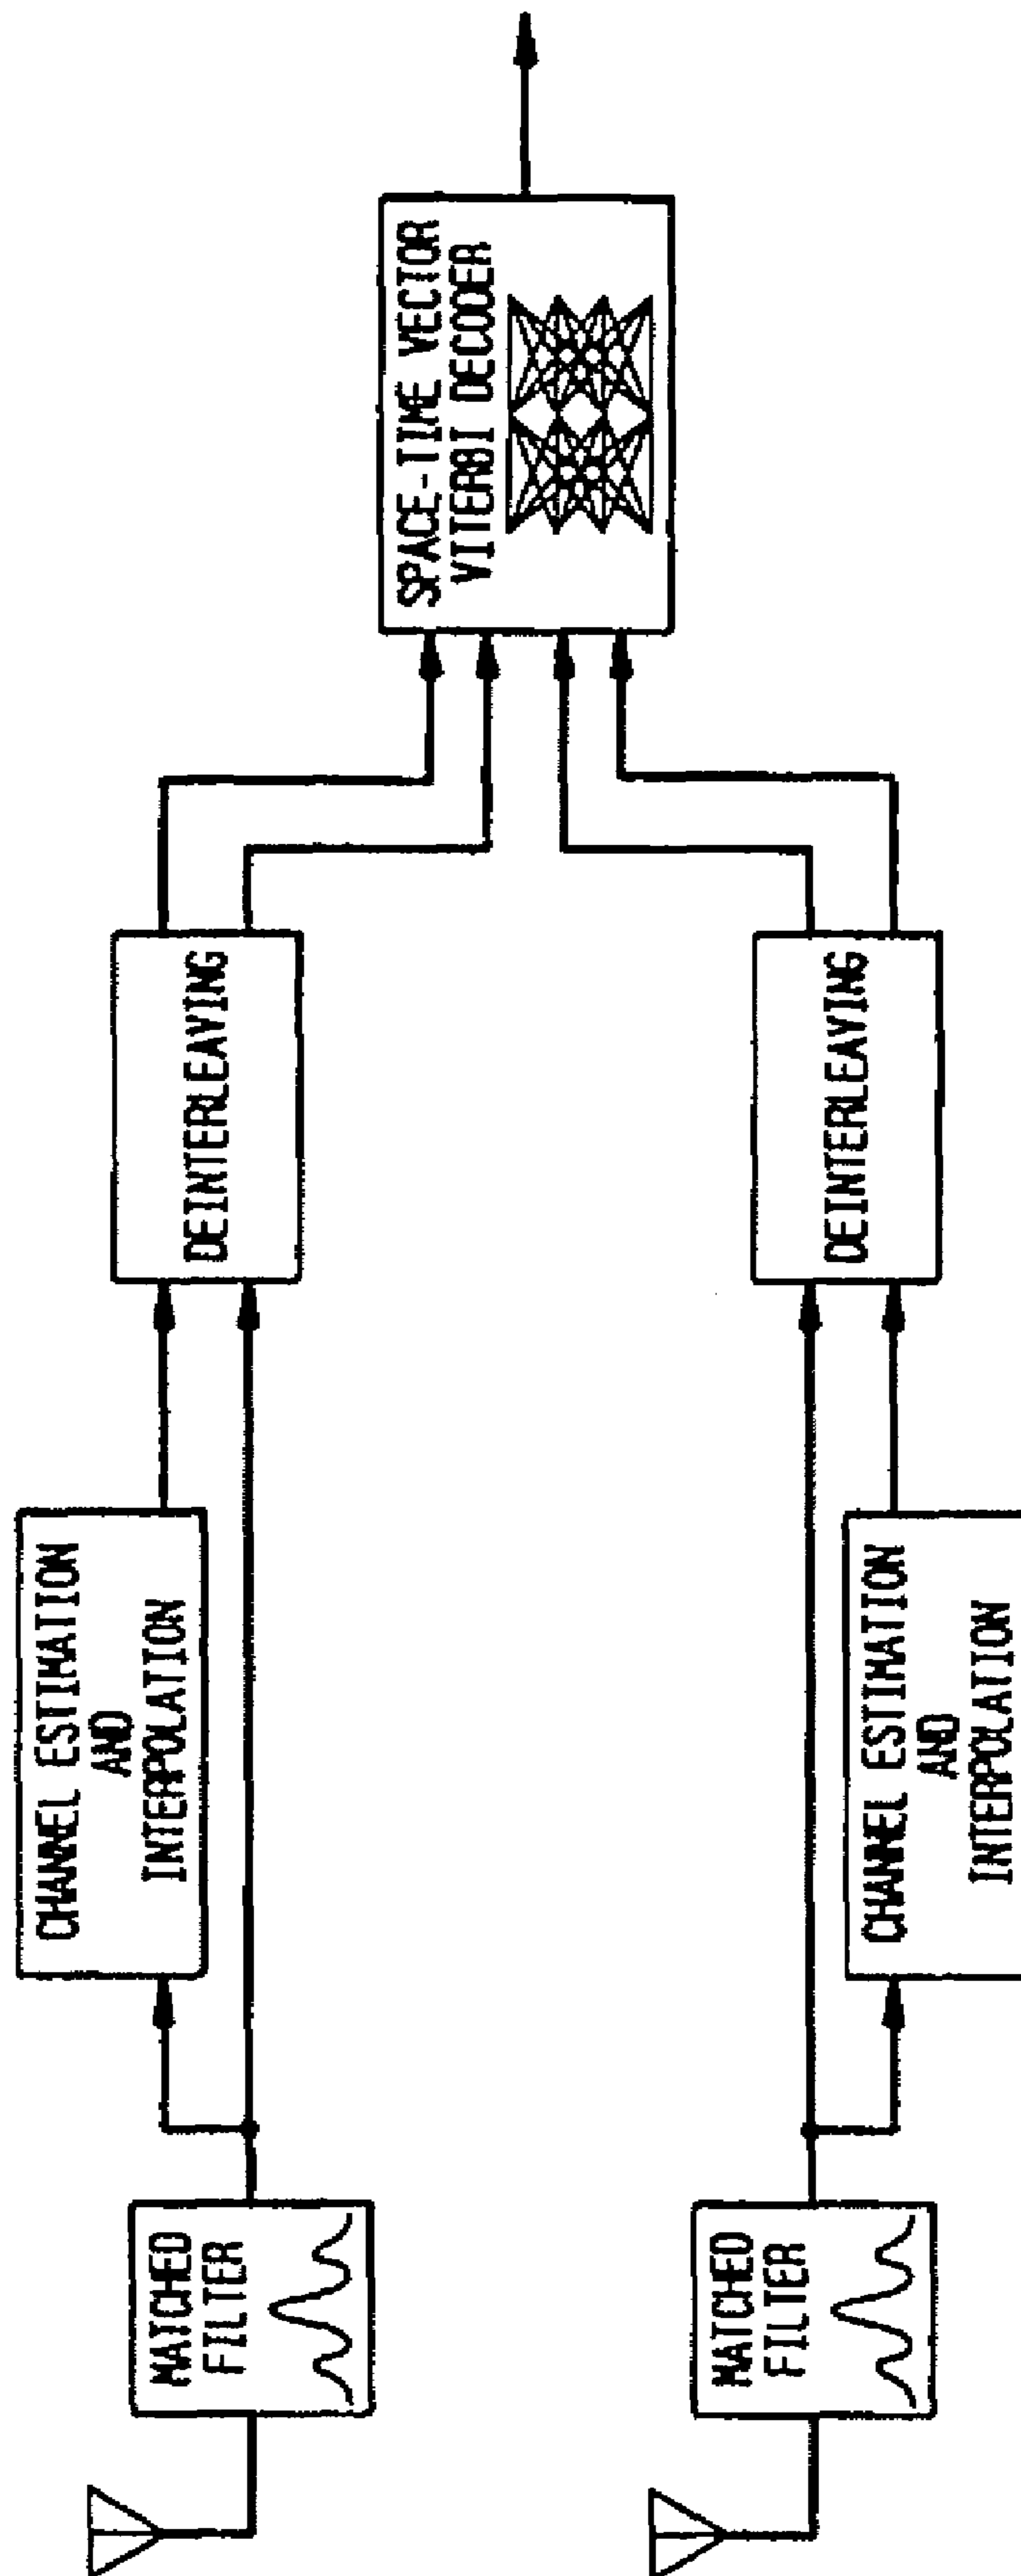 MATCHED
FILTER
CHANNEL ESTIMATION
AND
INTERPOLATION
DEINTERLEAVING
SPACE-TIME VECTOR
VITERBI DECODER
MATCHED
FILTER
CHANNEL ESTIMATION
AND
INTERPOLATION
DEINTERLEAVING